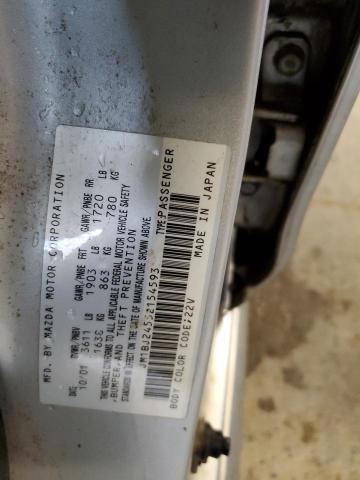 MFD. BY MAZDA MOTOR CORPORATION
DATE GVWR/PNBV GAWR/PNBE FRT GAWR/PNBE RR
10/01 3611 LB 1903 LB 1720 LB
1638 KG 863 KG 780 KG
THIS VEHICLE CONFORMS TO ALL APPLICABLE FEDERAL MOTOR VEHICLE SAFETY
,BUMPER,AND THEFT PREVENTION
STANDARDS IN EFFECT ON THE DATE OF MANUFACTURE SHOWN ABOVE.
JM1BJ24552154593 TYPE:PASSENGER
MADE IN JAPAN
BODY COLOR CODE;22V